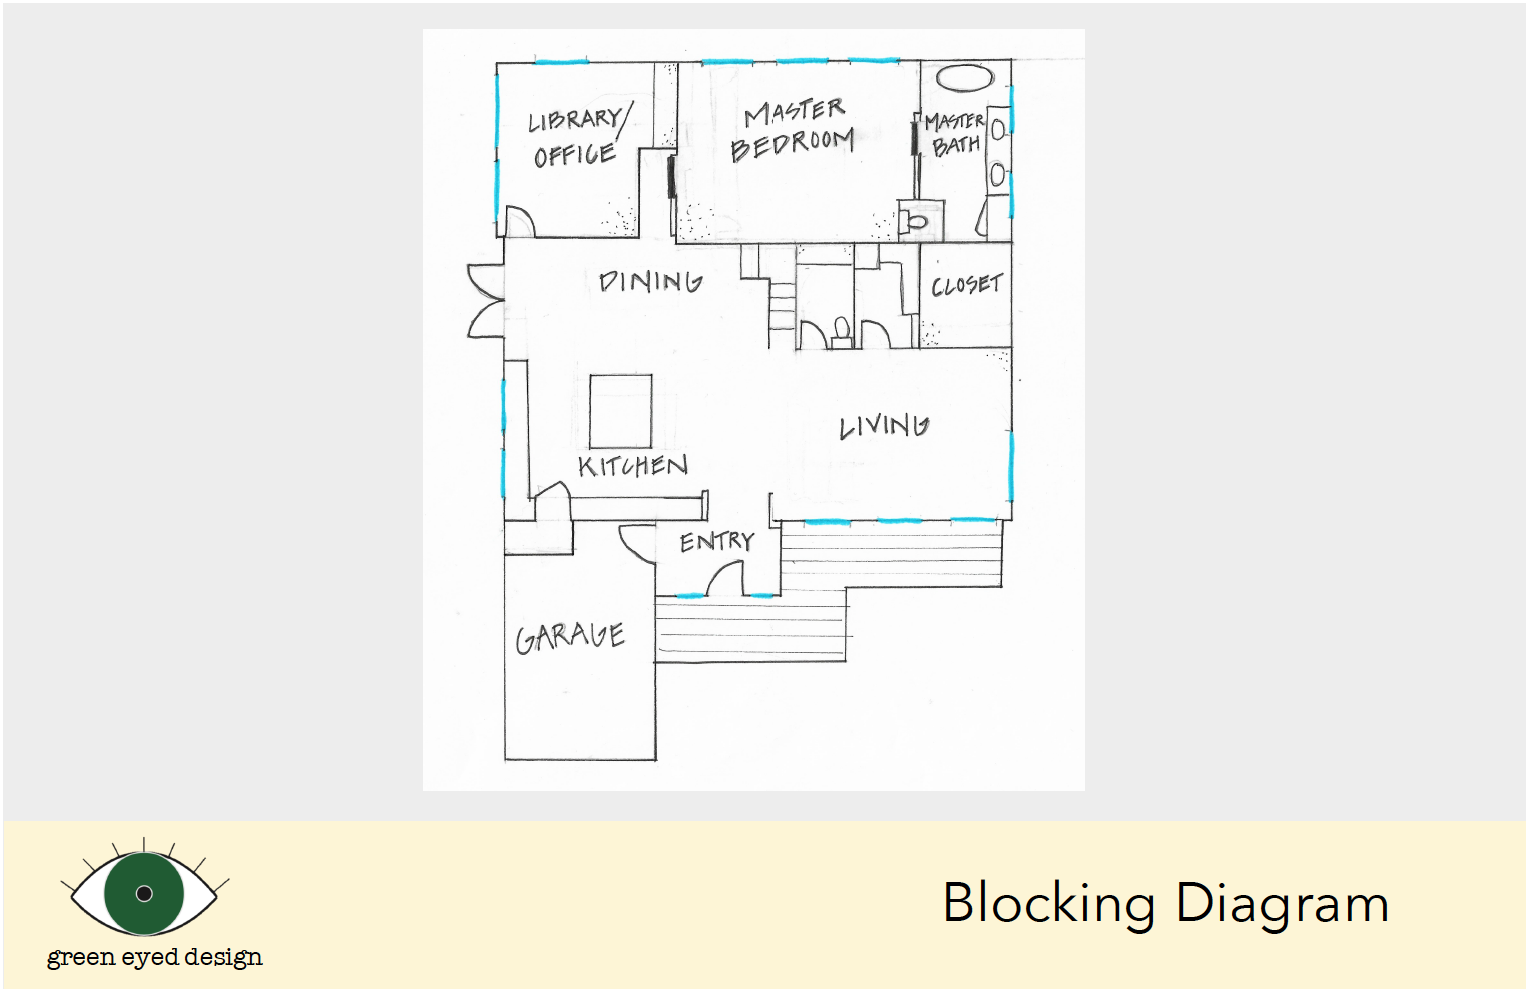 LIBRARY/
OFFICE
MASTER
BEDROOM
MASTER
BATH
DINING
CLOSET
LIVING
KITCHEN
ENTRY
GARAGE
green eyed design
Blocking Diagram